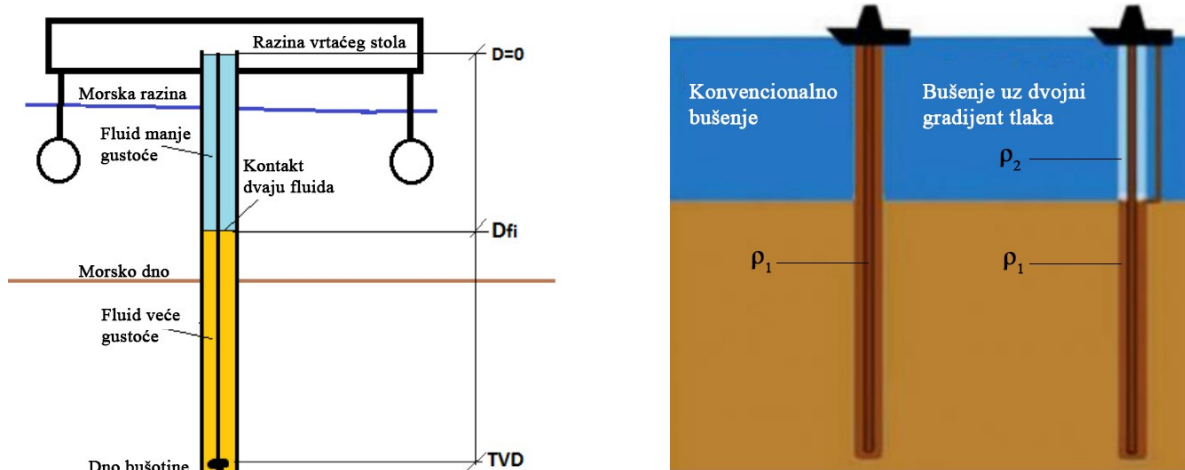 Razina vrtaćeg stola
D=0
Morska razina
Fluid manje
gustoće
Kontakt
dvaju fluida
Dfi
Morsko dno
Fluid veće
gustoće
Dno bušotine
TVD
Konvencionalno
bušenje
Bušenje uz dvojni
gradijent tlaka
ρ2
ρ1
ρ1